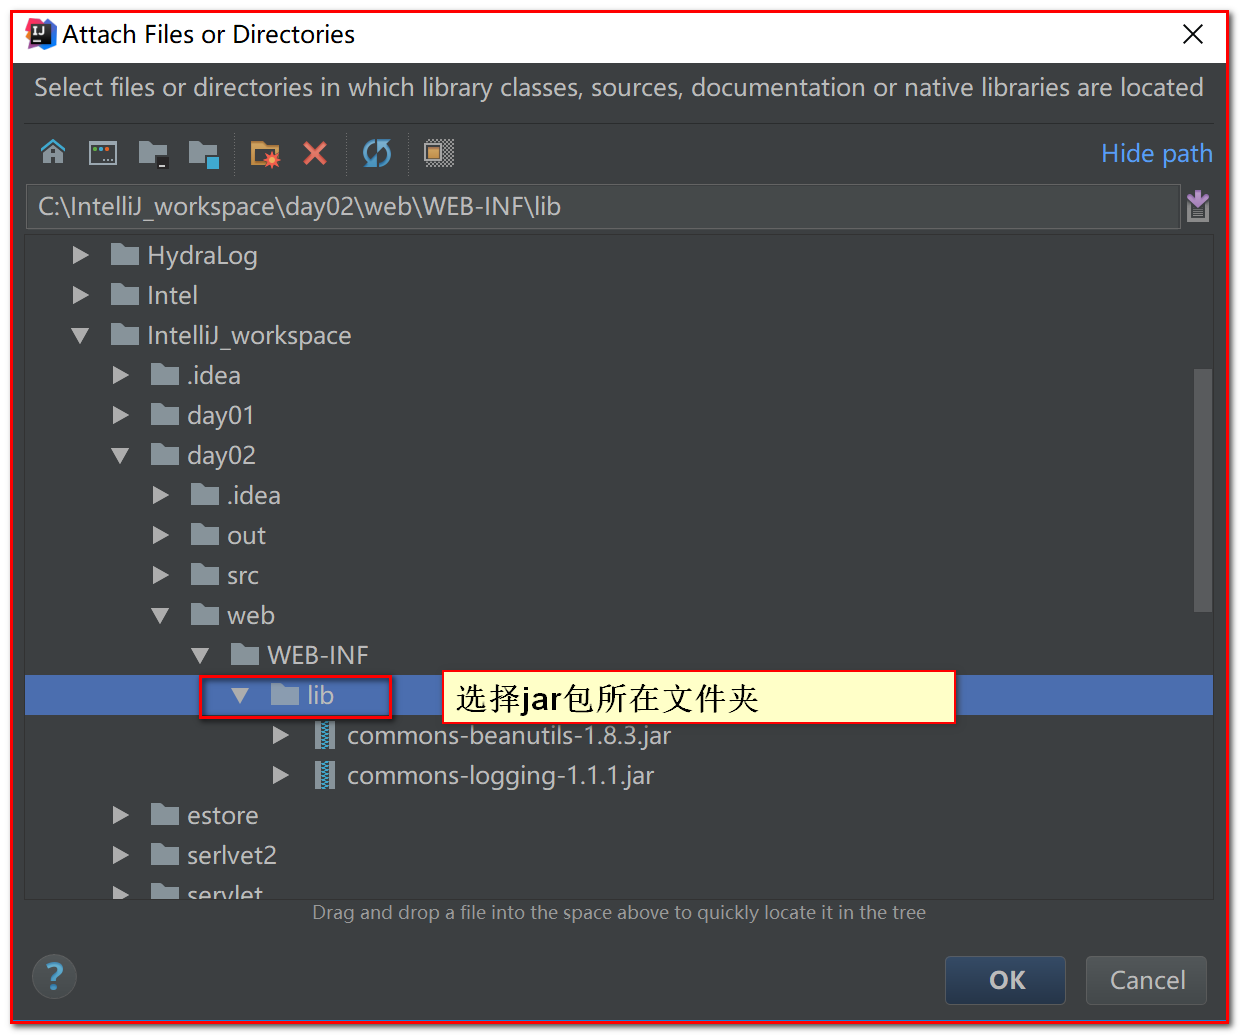 Attach Files or Directories
Select files or directories in which library classes, sources, documentation or native libraries are located
Hide path
C:\IntelliJ_workspace\day02\web\WEB-INF\lib
HydraLog
Intel
IntelliJ_workspace
.idea
day01
day02
.idea
out
src
web
WEB-INF
lib
选择jar包所在文件夹
commons-beanutils-1.8.3.jar
commons-logging-1.1.1.jar
estore
serlvet2
servlet
Drag and drop a file into the space above to quickly locate it in the tree
?
OK
Cancel